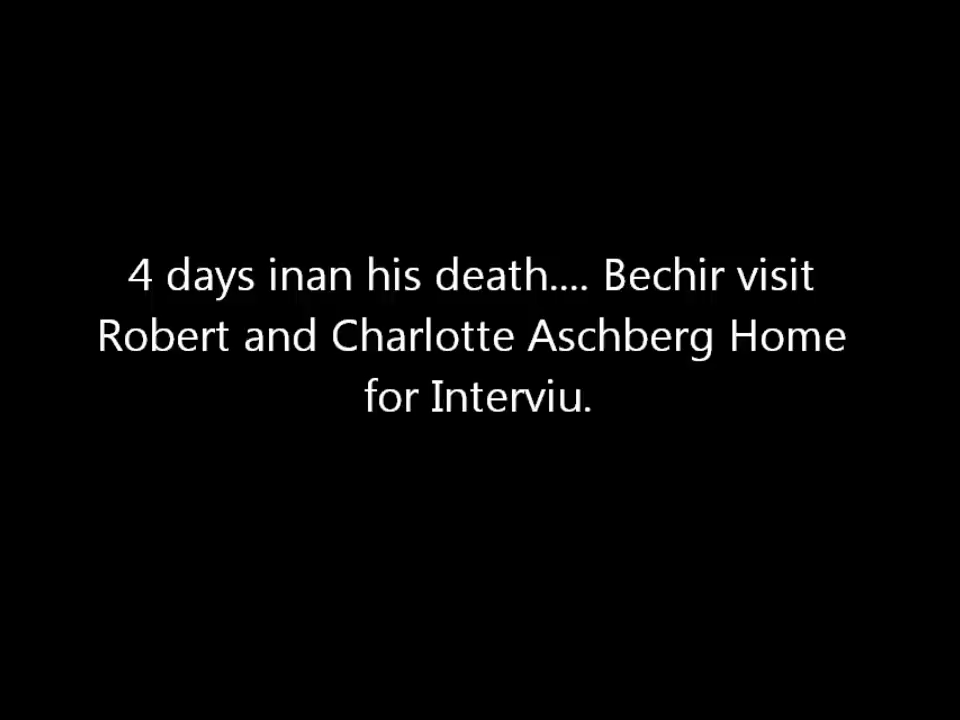 4 days inan his death.... Bechir visit
Robert and Charlotte Aschberg Home
for Interviu.